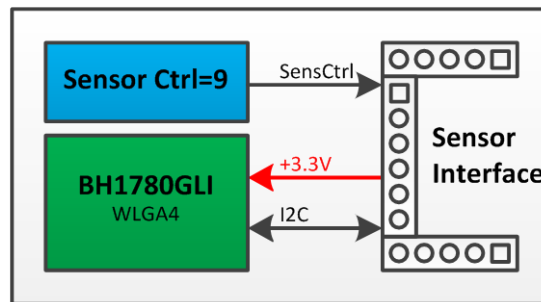 Sensor Ctrl=9
SensCtrl
+3.3V
BH1780GLI
WLGA4
I2C
Sensor
Interface